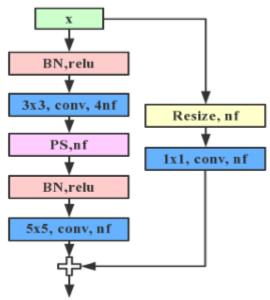 x
BN,relu
3x3, conv, 4nf
PS,nf
BN,relu
5x5, conv, nf
Resize, nf
1x1, conv, nf